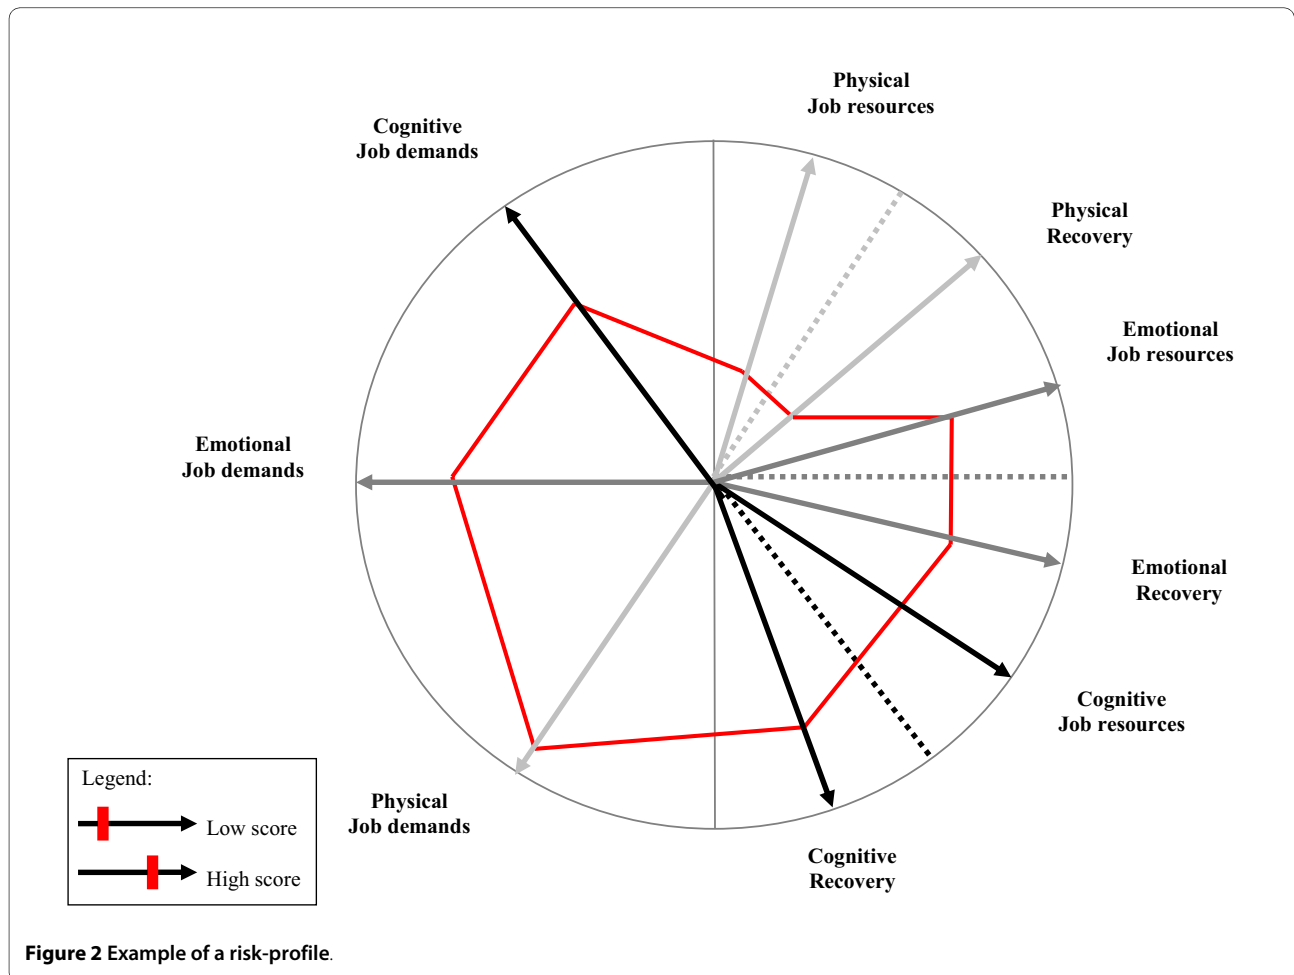 Physical
Job resources
Cognitive
Job demands
Physical
Recovery
Emotional
Job resources
Emotional
Job demands
Emotional
Recovery
Cognitive
Job resources
Physical
Job demands
Cognitive
Recovery
Legend:
Low score
High score
Figure 2 Example of a risk-profile.